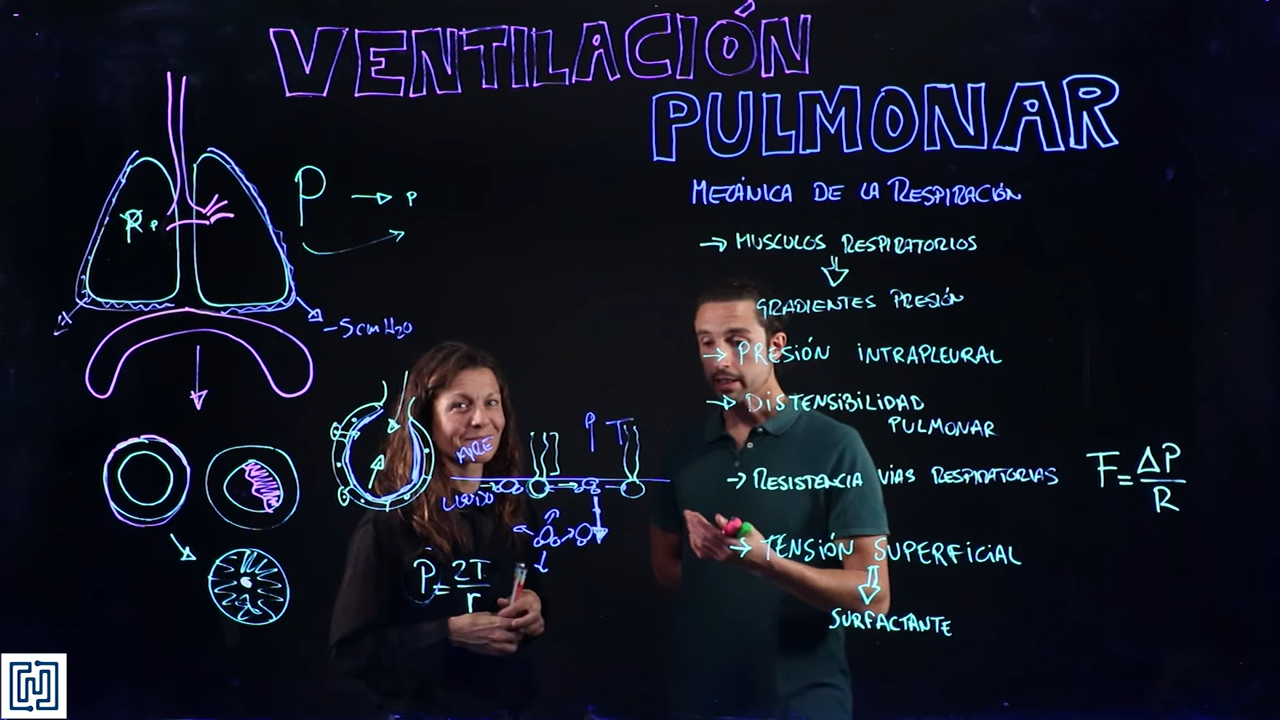 VENTILACIÓN
PULMONAR
MECÁNICA DE LA RESPIRACIÓN
→ MUSCULOS RESPIRATORIOS
GRADIENTES PRESIÓN
→ PRESIÓN INTRAPLEURAL
→ DISTENSIBILIDAD
PULMONAR
→ RESISTENCIA VÍAS RESPIRATORIAS
F = ΔP/R
→ TENSIÓN SUPERFICIAL
SURFACTANTE
P → P
-5cm H2O
AIRE
LIQUIDO
P = 2T/r